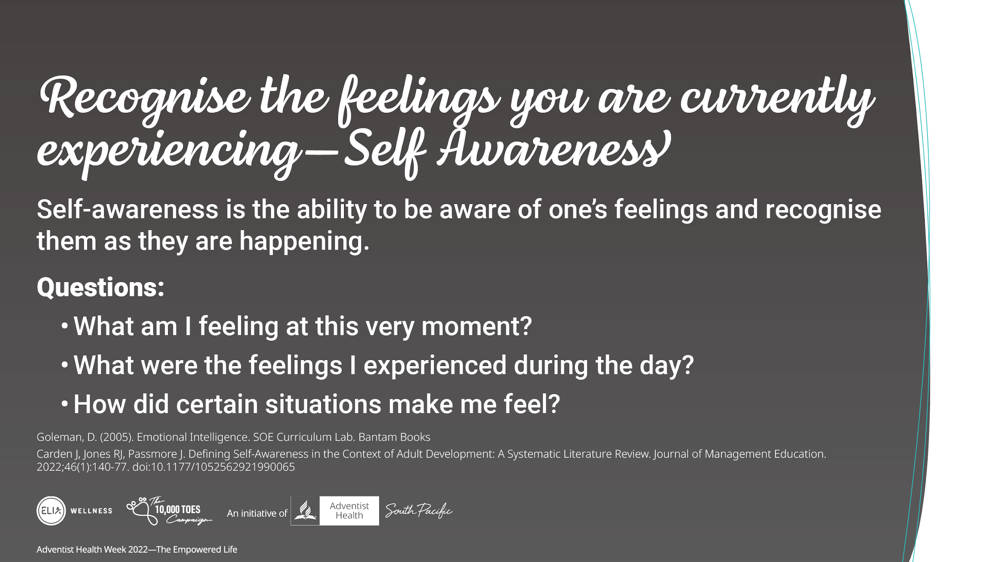 Recognise the feelings you are currently
experiencing—Self Awareness
Self-awareness is the ability to be aware of one’s feelings and recognise
them as they are happening.
Questions:
• What am I feeling at this very moment?
• What were the feelings I experienced during the day?
• How did certain situations make me feel?
Goleman, D. (2005). Emotional Intelligence. SOE Curriculum Lab. Bantam Books
Carden J, Jones RJ, Passmore J. Defining Self-Awareness in the Context of Adult Development: A Systematic Literature Review. Journal of Management Education.
2022;46(1):140-77. doi:10.1177/1052562921990065
ELIA WELLNESS
The
10,000 TOES
Campaign
An initiative of
Adventist
Health
South Pacific
Adventist Health Week 2022—The Empowered Life